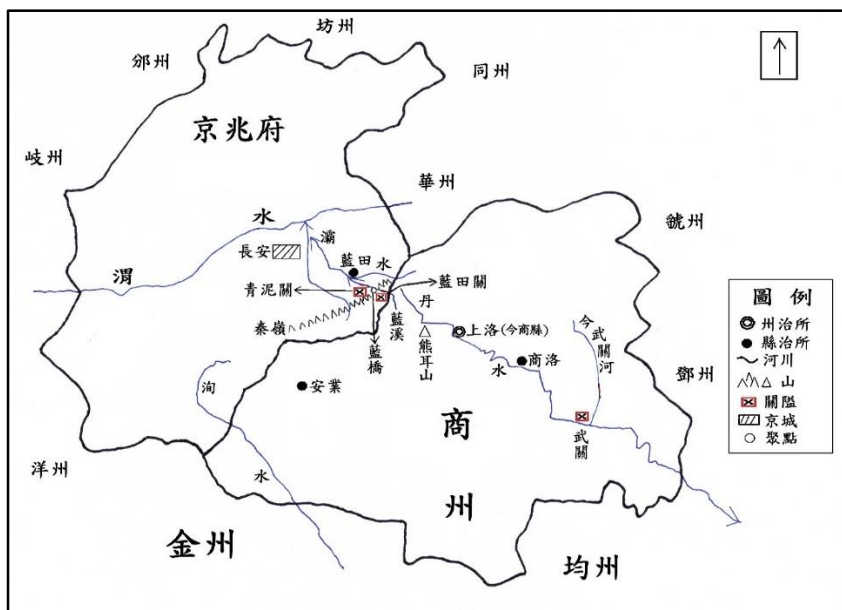 坊州
邠州
同州
京兆府
岐州
華州
虢州
水
灞
長安
藍田
水
藍田關
渭
青泥關
丹
秦嶺
藍橋
藍溪
熊耳山
上洛(今商縣)
今武關河
商洛
水
鄧州
洵
安業
商
武關
洋州
水
州
金州
均州
圖例
州治所
縣治所
河川
山
關隘
京城
聚點